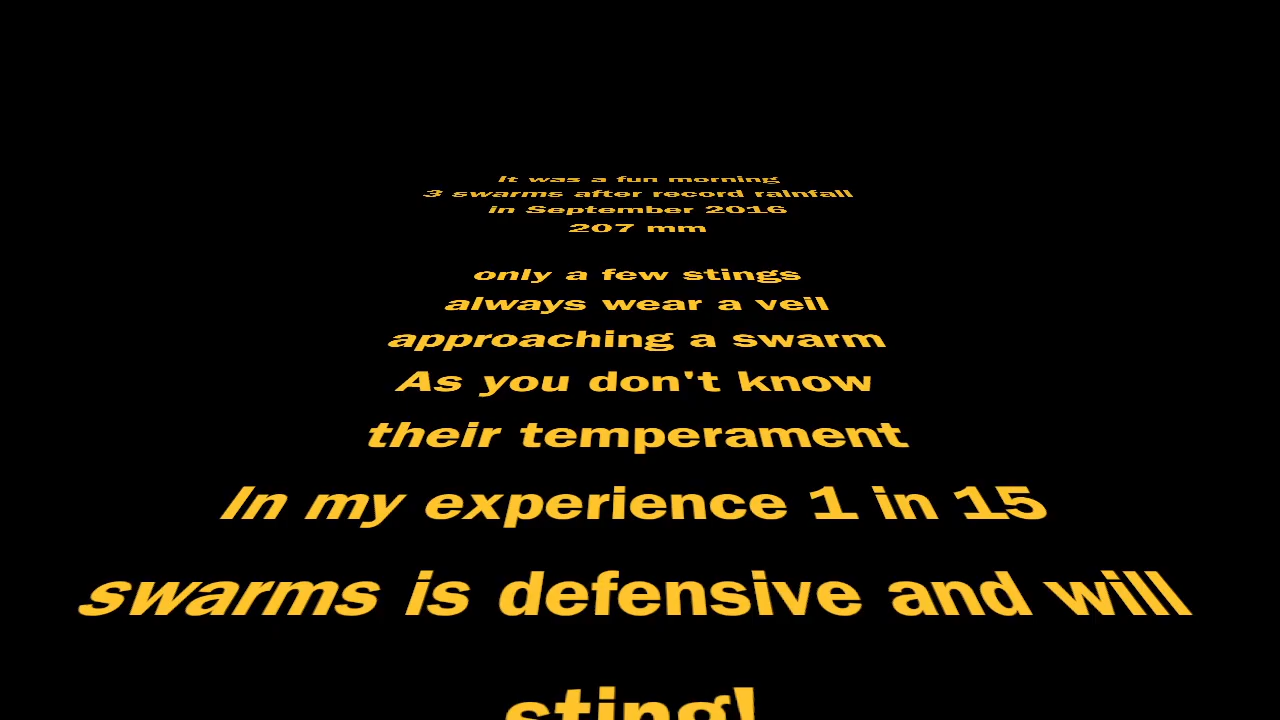 It was a fun morning
3 swarms after record rainfall
in September 2016
207 mm
only a few stings
always wear a veil
approaching a swarm
As you don't know
their temperament
In my experience 1 in 15
swarms is defensive and will
sting!